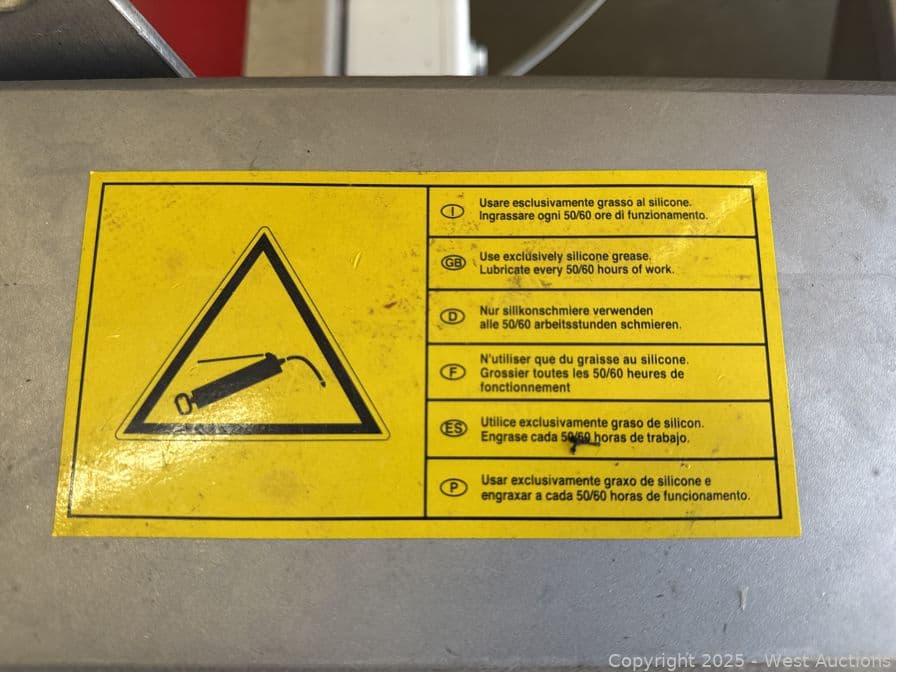 I
Usare esclusivamente grasso al silicone.
Ingrassare ogni 50/60 ore di funzionamento.
GB
Use exclusively silicone grease.
Lubricate every 50/60 hours of work.
D
Nur silikonschmiere verwenden
alle 50/60 arbeitsstunden schmieren.
F
N'utiliser que du graisse au silicone.
Grossier toutes les 50/60 heures de
fonctionnement
ES
Utilice exclusivamente graso de silicon.
Engrase cada 50/60 horas de trabajo.
P
Usar exclusivamente graxo de silicone e
engraxar a cada 50/60 horas de funcionamento.
Copyright 2025 - West Auctions